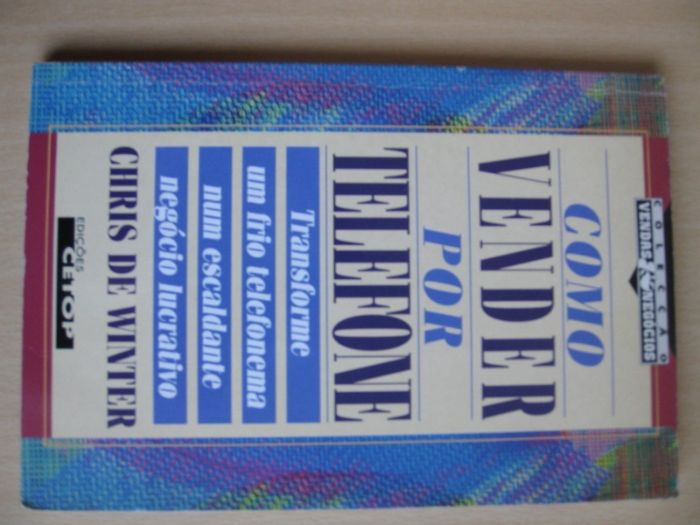 COLECÇÃO
VENDAS & NEGÓCIOS
COMO
VENDER
POR
TELEFONE
Transforme
um frio telefonema
num escaldante
negócio lucrativo
CHRIS DE WINTER
EDIÇÕES
CETOP